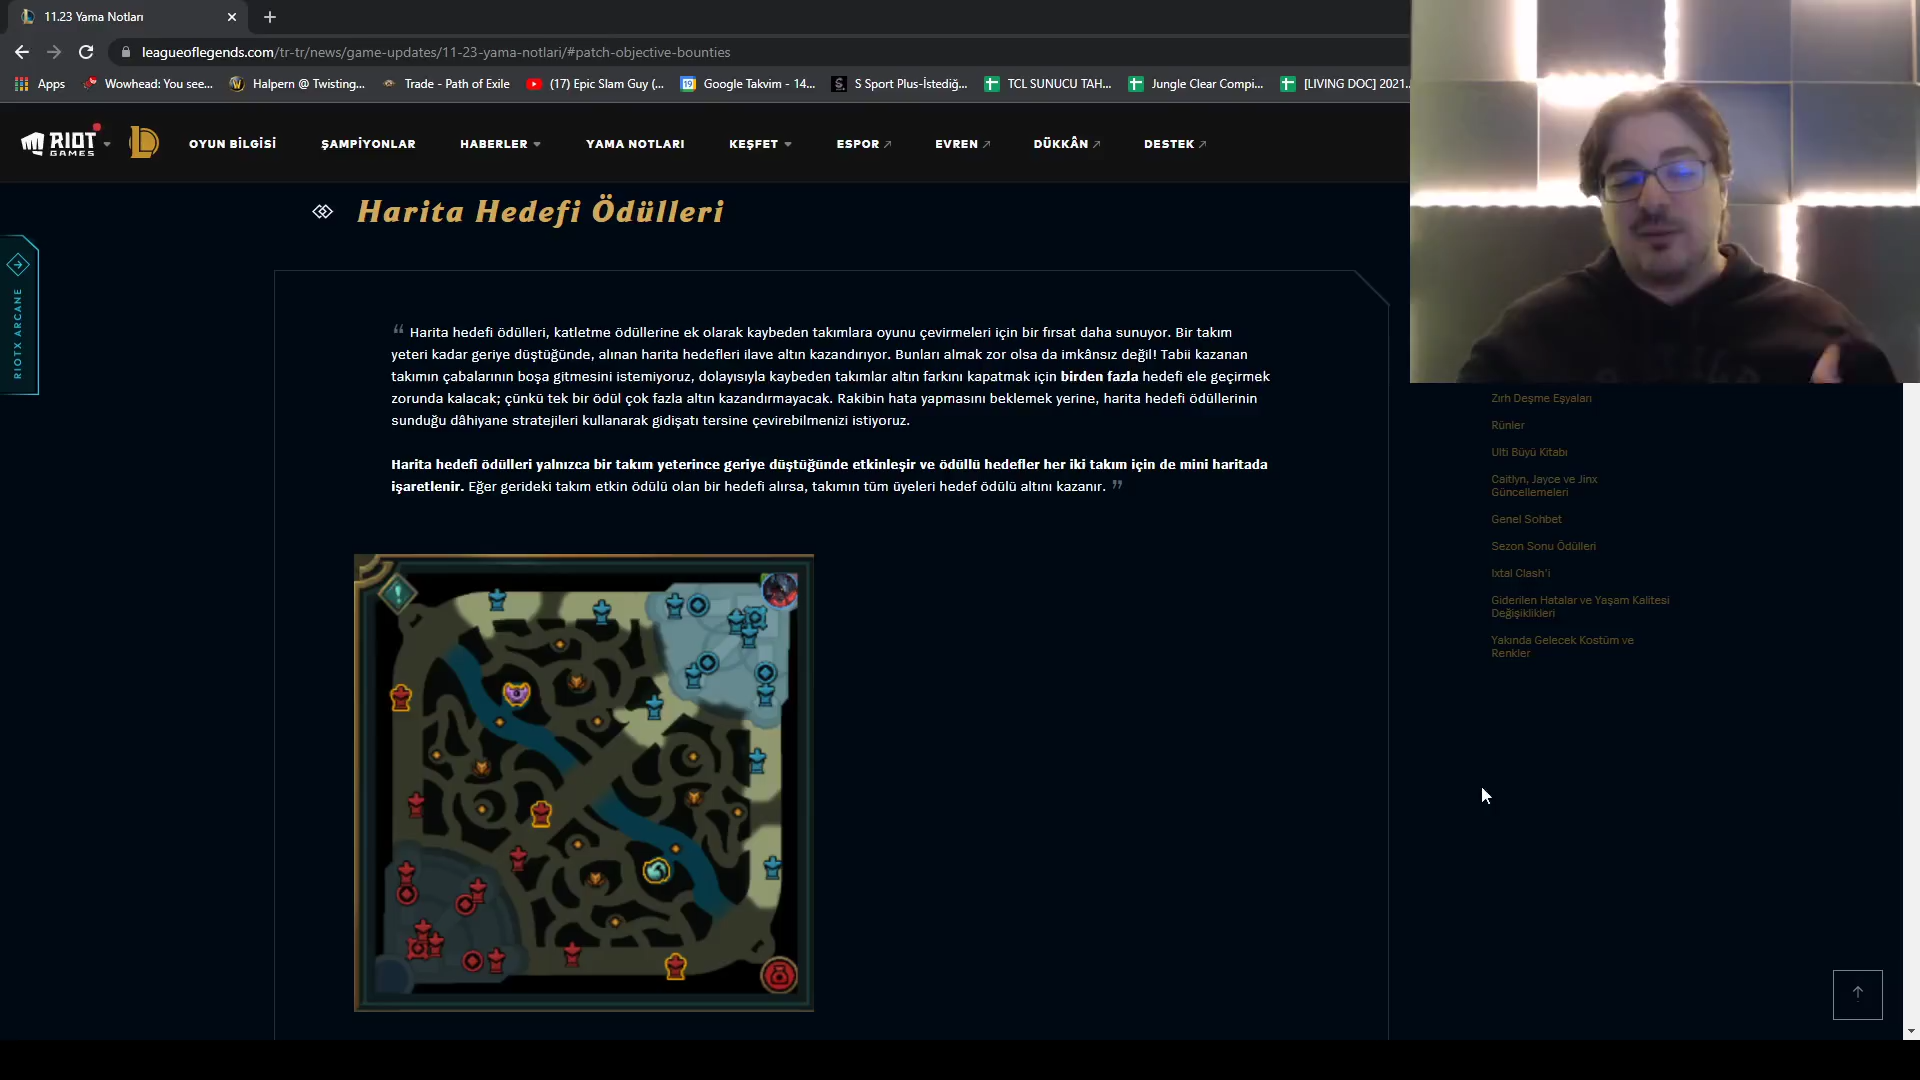 11.23 Yama Notları
leagueoflegends.com/tr-tr/news/game-updates/11-23-yama-notlari/#patch-objective-bounties
Apps Wowhead: You see... Halpern @ Twisting... Trade - Path of Exile (17) Epic Slam Guy (... 19 Google Takvim - 14... S S Sport Plus-İstediğ... TCL SUNUCU TAH... Jungle Clear Compi... [LIVING DOC] 2021...
RIOT GAMES OYUN BİLGİSİ ŞAMPİYONLAR HABERLER YAMA NOTLARI KEŞFET ESPOR EVREN DÜKKÂN DESTEK
Harita Hedefi Ödülleri
RIOTX ARCANE
“ Harita hedefi ödülleri, katletme ödüllerine ek olarak kaybeden takımlara oyunu çevirmeleri için bir fırsat daha sunuyor. Bir takım
yeteri kadar geriye düştüğünde, alınan harita hedefleri ilave altın kazandırıyor. Bunları almak zor olsa da imkânsız değil! Tabii kazanan
takımın çabalarının boşa gitmesini istemiyoruz, dolayısıyla kaybeden takımlar altın farkını kapatmak için birden fazla hedefi ele geçirmek
zorunda kalacak; çünkü tek bir ödül çok fazla altın kazandırmayacak. Rakibin hata yapmasını beklemek yerine, harita hedefi ödüllerinin
sunduğu dâhiyane stratejileri kullanarak gidişatı tersine çevirebilmenizi istiyoruz.
Harita hedefi ödülleri yalnızca bir takım yeterince geriye düştüğünde etkinleşir ve ödüllü hedefler her iki takım için de mini haritada
işaretlenir. Eğer gerideki takım etkin ödülü olan bir hedefi alırsa, takımın tüm üyeleri hedef ödülü altını kazanır. ”
Zırh Deşme Eşyaları
Rünler
Ulti Büyü Kitabı
Caitlyn, Jayce ve Jinx
Güncellemeleri
Genel Sohbet
Sezon Sonu Ödülleri
Ixtal Clash'i
Giderilen Hatalar ve Yaşam Kalitesi
Değişiklikleri
Yakında Gelecek Kostüm ve
Renkler